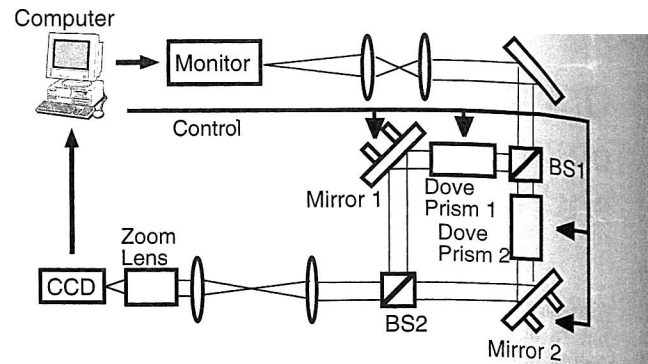 Computer
Monitor
Control
Mirror 1
Dove
Prism 1
BS1
Dove
Prism 2
Zoom
Lens
CCD
BS2
Mirror 2